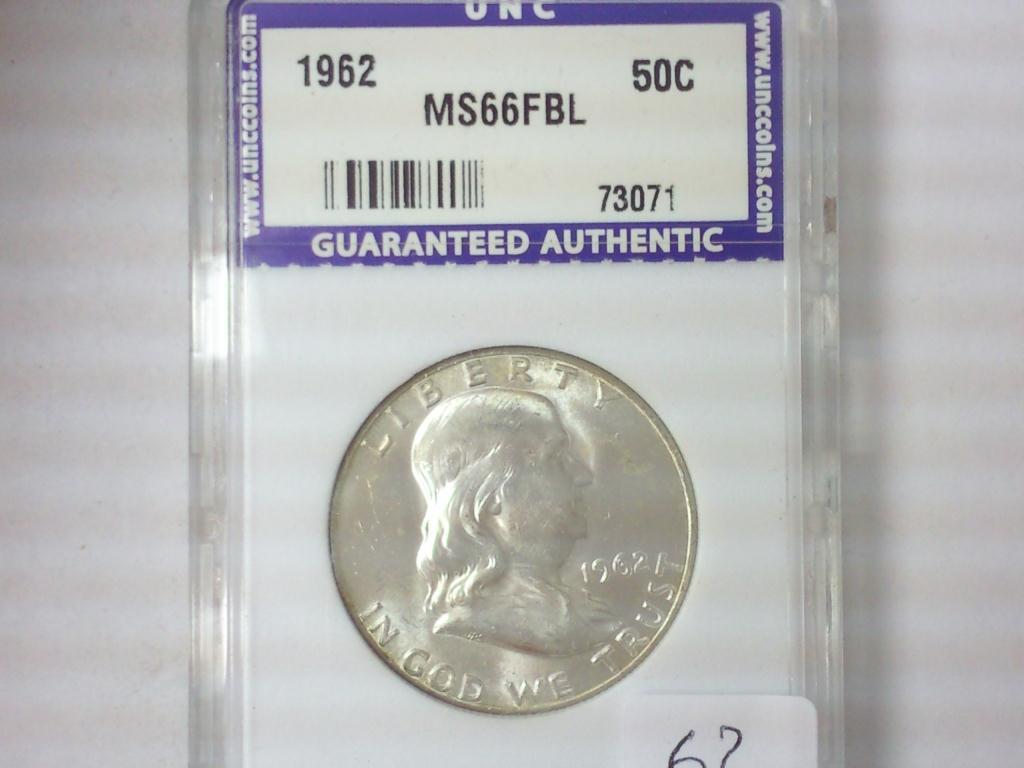 UNC
1962 50C
MS66FBL
73071
www.unccoins.com
www.unccoins.com
GUARANTEED AUTHENTIC
LIBERTY
1962
IN GOD WE TRUST